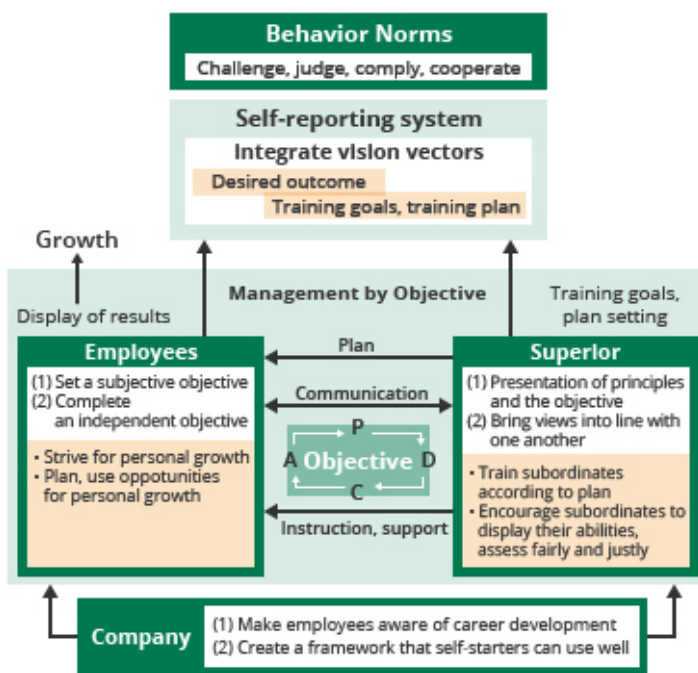 Behavior Norms
Challenge, judge, comply, cooperate
Self-reporting system
Integrate vision vectors
Desired outcome
Training goals, training plan
Growth
Display of results
Management by Objective
Training goals,
plan setting
Employees
(1) Set a subjective objective
(2) Complete
an independent objective
• Strive for personal growth
• Plan, use oppotunities
for personal growth
Plan
Communication
P
A Objective D
C
Instruction, support
Superlor
(1) Presentation of principles
and the objective
(2) Bring views into line with
one another
• Train subordinates
according to plan
• Encourage subordinates to
display their abilities,
assess fairly and justly
Company
(1) Make employees aware of career development
(2) Create a framework that self-starters can use well